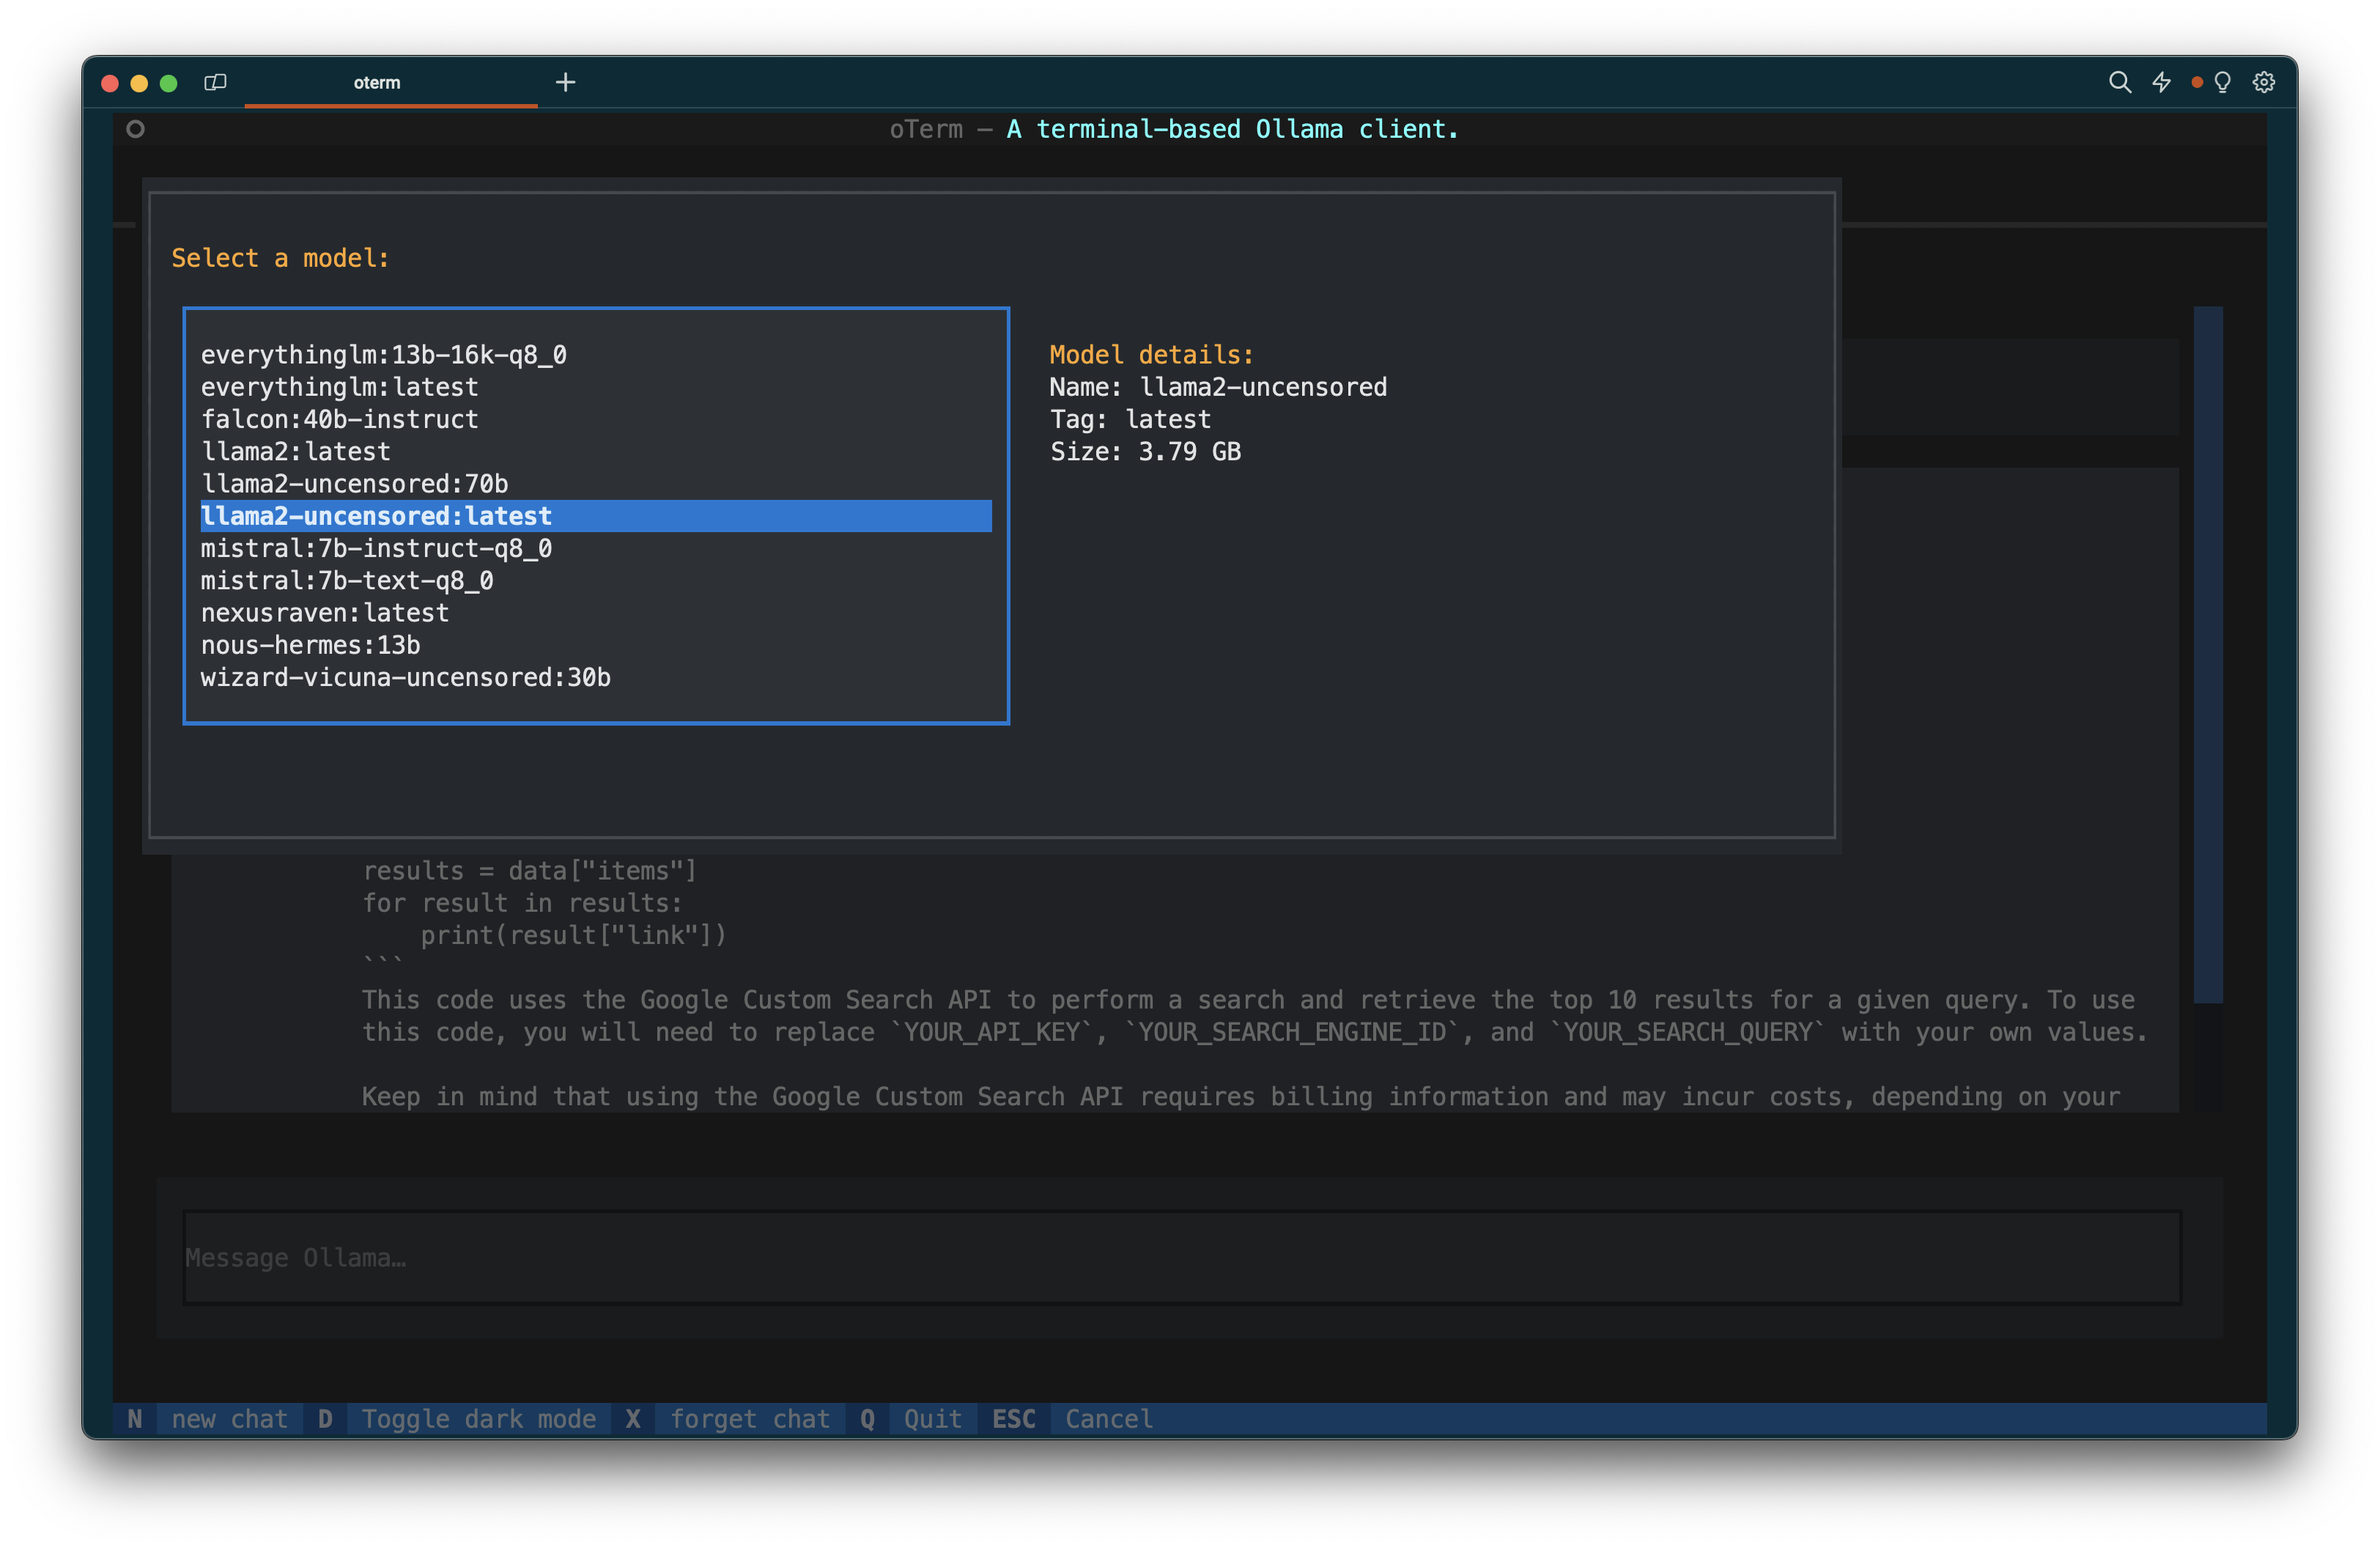 oterm
oTerm — A terminal-based Ollama client.
Select a model:
everythinglm:13b-16k-q8_0
everythinglm:latest
falcon:40b-instruct
llama2:latest
llama2-uncensored:70b
llama2-uncensored:latest
mistral:7b-instruct-q8_0
mistral:7b-text-q8_0
nexusraven:latest
nous-hermes:13b
wizard-vicuna-uncensored:30b
Model details:
Name: llama2-uncensored
Tag: latest
Size: 3.79 GB
results = data["items"]
for result in results:
    print(result["link"])
```
This code uses the Google Custom Search API to perform a search and retrieve the top 10 results for a given query. To use
this code, you will need to replace `YOUR_API_KEY`, `YOUR_SEARCH_ENGINE_ID`, and `YOUR_SEARCH_QUERY` with your own values.
Keep in mind that using the Google Custom Search API requires billing information and may incur costs, depending on your
Message Ollama…
N new chat D Toggle dark mode X forget chat Q Quit ESC Cancel